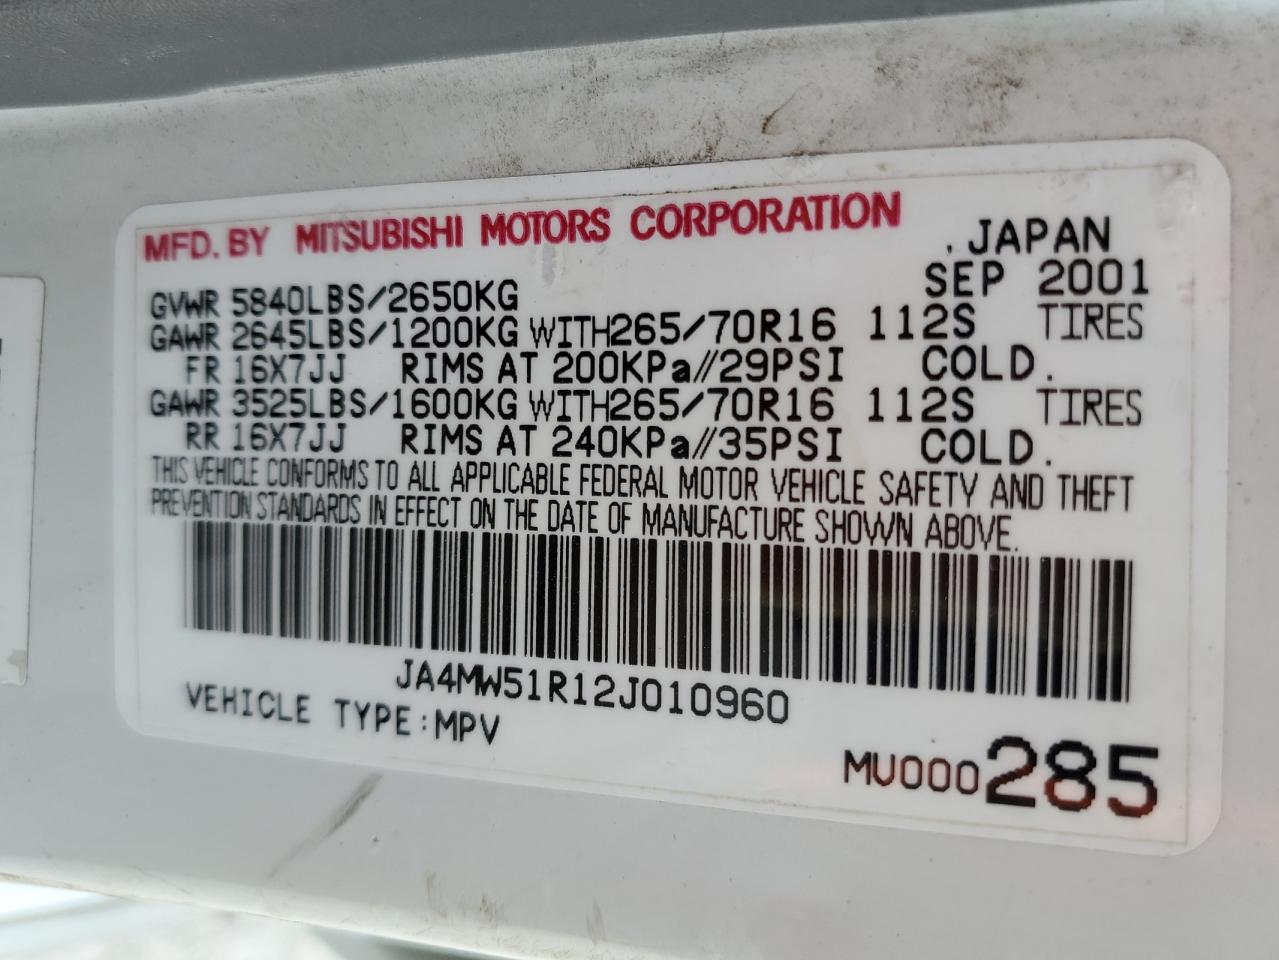 MFD. BY MITSUBISHI MOTORS CORPORATION
. JAPAN
SEP 2001
GVWR 5840LBS/2650KG
GAWR 2645LBS/1200KG WITH265/70R16 112S TIRES
FR 16X7JJ RIMS AT 200KPa//29PSI COLD.
GAWR 3525LBS/1600KG WITH265/70R16 112S TIRES
RR 16X7JJ RIMS AT 240KPa//35PSI COLD.
THIS VEHICLE CONFORMS TO ALL APPLICABLE FEDERAL MOTOR VEHICLE SAFETY AND THEFT
PREVENTION STANDARDS IN EFFECT ON THE DATE OF MANUFACTURE SHOWN ABOVE.
JA4MW51R12J010960
VEHICLE TYPE:MPV
MU000285